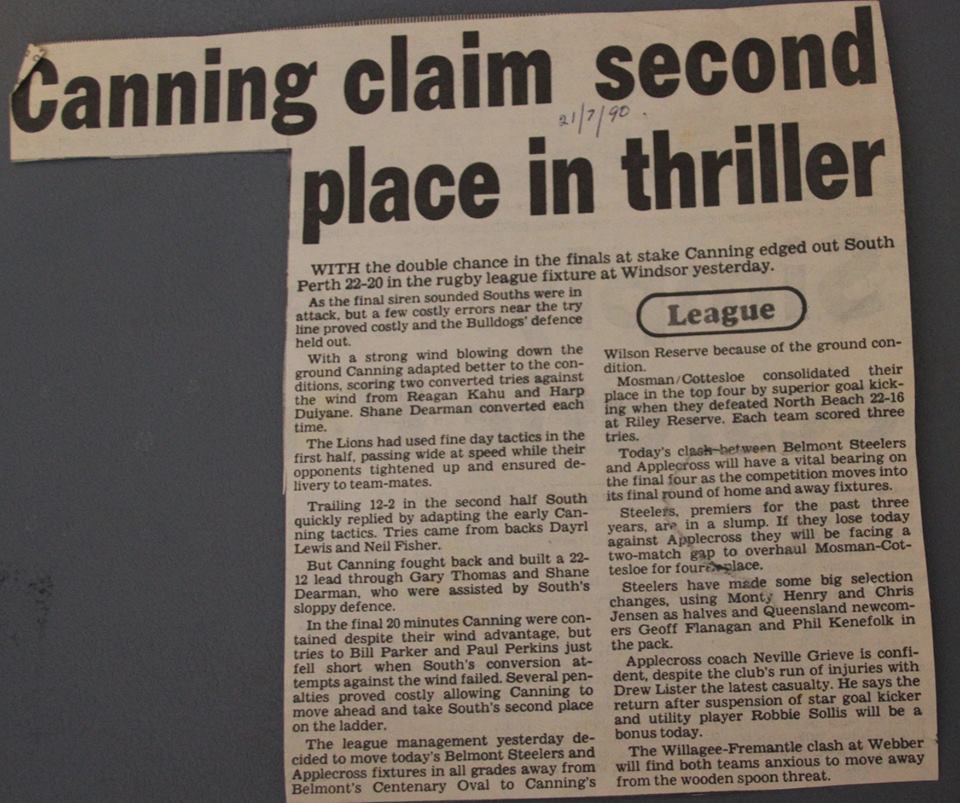 Canning claim second
21/7/90.
place in thriller
WITH the double chance in the finals at stake Canning edged out South
Perth 22-20 in the rugby league fixture at Windsor yesterday.
As the final siren sounded Souths were in
attack, but a few costly errors near the try
line proved costly and the Bulldogs' defence
held out.
With a strong wind blowing down the
ground Canning adapted better to the con-
ditions, scoring two converted tries against
the wind from Reagan Kahu and Harp
Duiyane. Shane Dearman converted each
time.
The Lions had used fine day tactics in the
first half, passing wide at speed while their
opponents tightened up and ensured de-
livery to team-mates.
Trailing 12-2 in the second half South
quickly replied by adapting the early Can-
ning tactics. Tries came from backs Dayrl
Lewis and Neil Fisher.
But Canning fought back and built a 22-
12 lead through Gary Thomas and Shane
Dearman, who were assisted by South's
sloppy defence.
In the final 20 minutes Canning were con-
tained despite their wind advantage, but
tries to Bill Parker and Paul Perkins just
fell short when South's conversion at-
tempts against the wind failed. Several pen-
alties proved costly allowing Canning to
move ahead and take South's second place
on the ladder.
The league management yesterday de-
cided to move today's Belmont Steelers and
Applecross fixtures in all grades away from
Belmont's Centenary Oval to Canning's
League
Wilson Reserve because of the ground con-
dition.
Mosman/Cottesloe consolidated their
place in the top four by superior goal kick-
ing when they defeated North Beach 22-16
at Riley Reserve. Each team scored three
tries.
Today's clash between Belmont Steelers
and Applecross will have a vital bearing on
the final four as the competition moves into
its final round of home and away fixtures.
Steelers, premiers for the past three
years, are in a slump. If they lose today
against Applecross they will be facing a
two-match gap to overhaul Mosman-Cot-
tesloe for fourth place.
Steelers have made some big selection
changes, using Monty Henry and Chris
Jensen as halves and Queensland newcom-
ers Geoff Flanagan and Phil Kenefolk in
the pack.
Applecross coach Neville Grieve is confi-
dent, despite the club's run of injuries with
Drew Lister the latest casualty. He says the
return after suspension of star goal kicker
and utility player Robbie Sollis will be a
bonus today.
The Willagee-Fremantle clash at Webber
will find both teams anxious to move away
from the wooden spoon threat.